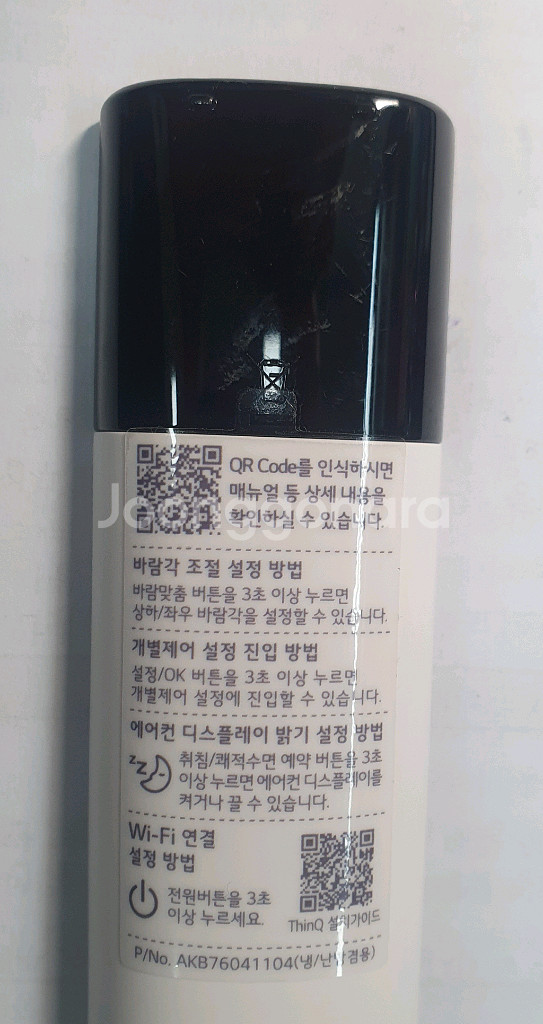 QR Code를 인식하시면
매뉴얼 등 상세 내용을
확인하실 수 있습니다.
Joonggonara
바람각 조절 설정 방법
바람맞춤 버튼을 3초 이상 누르면
상하/좌우 바람각을 설정할 수 있습니다.
개별제어 설정 진입 방법
설정/OK 버튼을 3초 이상 누르면
개별제어 설정에 진입할 수 있습니다.
에어컨 디스플레이 밝기 설정 방법
zzz
취침/쾌적수면 예약 버튼을 3초
이상 누르면 에어컨 디스플레이를
켜거나 끌 수 있습니다.
Wi-Fi 연결
설정 방법
전원버튼을 3초
이상 누르세요.
ThinQ 설치가이드
P/No. AKB76041104(냉/난방겸용)